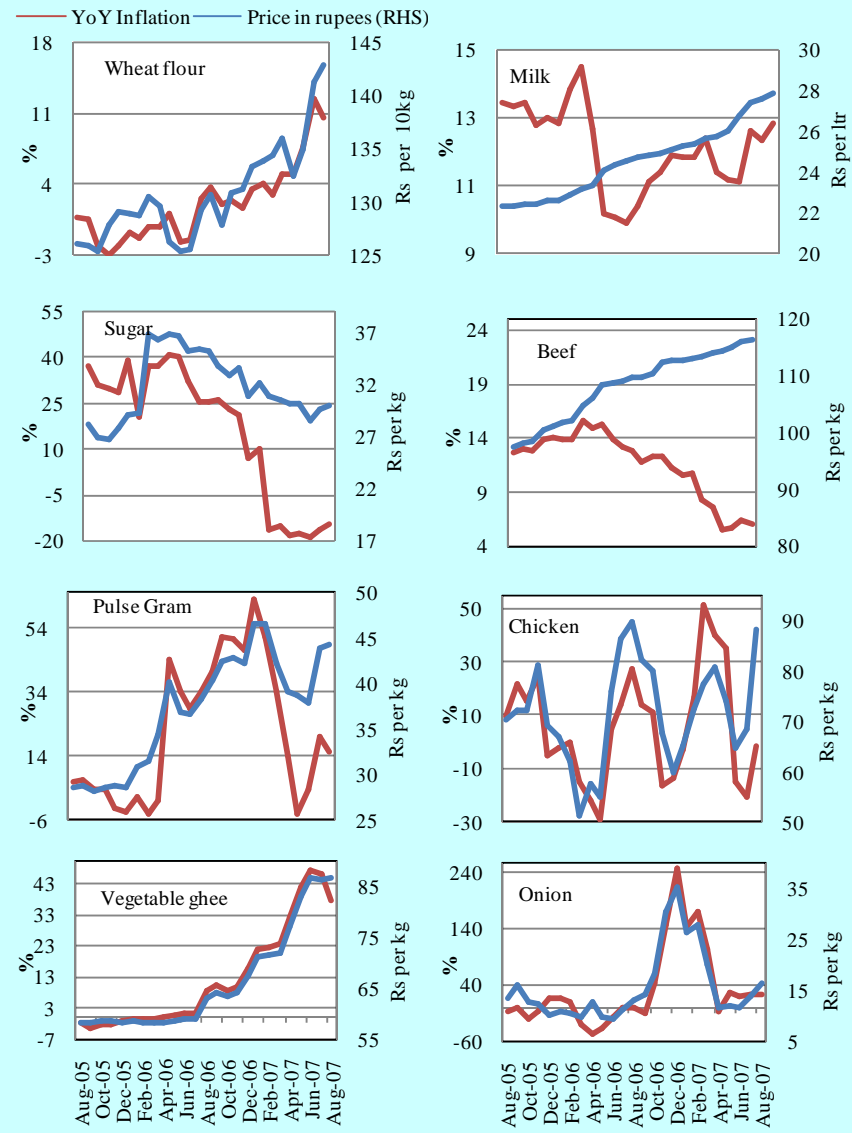 YoY Inflation Price in rupees (RHS)
Wheat flour
%
18
11
4
-3
Rs per 10kg
145
140
135
130
125
Milk
%
15
13
11
9
Rs per ltr
30
28
26
24
22
20
Sugar
%
55
40
25
10
-5
-20
Rs per kg
37
32
27
22
17
Beef
%
24
19
14
9
4
Rs per kg
120
110
100
90
80
Pulse Gram
%
54
34
14
-6
Rs per kg
50
45
40
35
30
25
Chicken
%
50
30
10
-10
-30
Rs per kg
90
80
70
60
50
Vegetable ghee
%
43
33
23
13
3
-7
Rs per kg
85
75
65
55
Aug-05
Oct-05
Dec-05
Feb-06
Apr-06
Jun-06
Aug-06
Oct-06
Dec-06
Feb-07
Apr-07
Jun-07
Aug-07
Onion
%
240
140
40
-60
Rs per kg
35
25
15
5
Aug-05
Oct-05
Dec-05
Feb-06
Apr-06
Jun-06
Aug-06
Oct-06
Dec-06
Feb-07
Apr-07
Jun-07
Aug-07